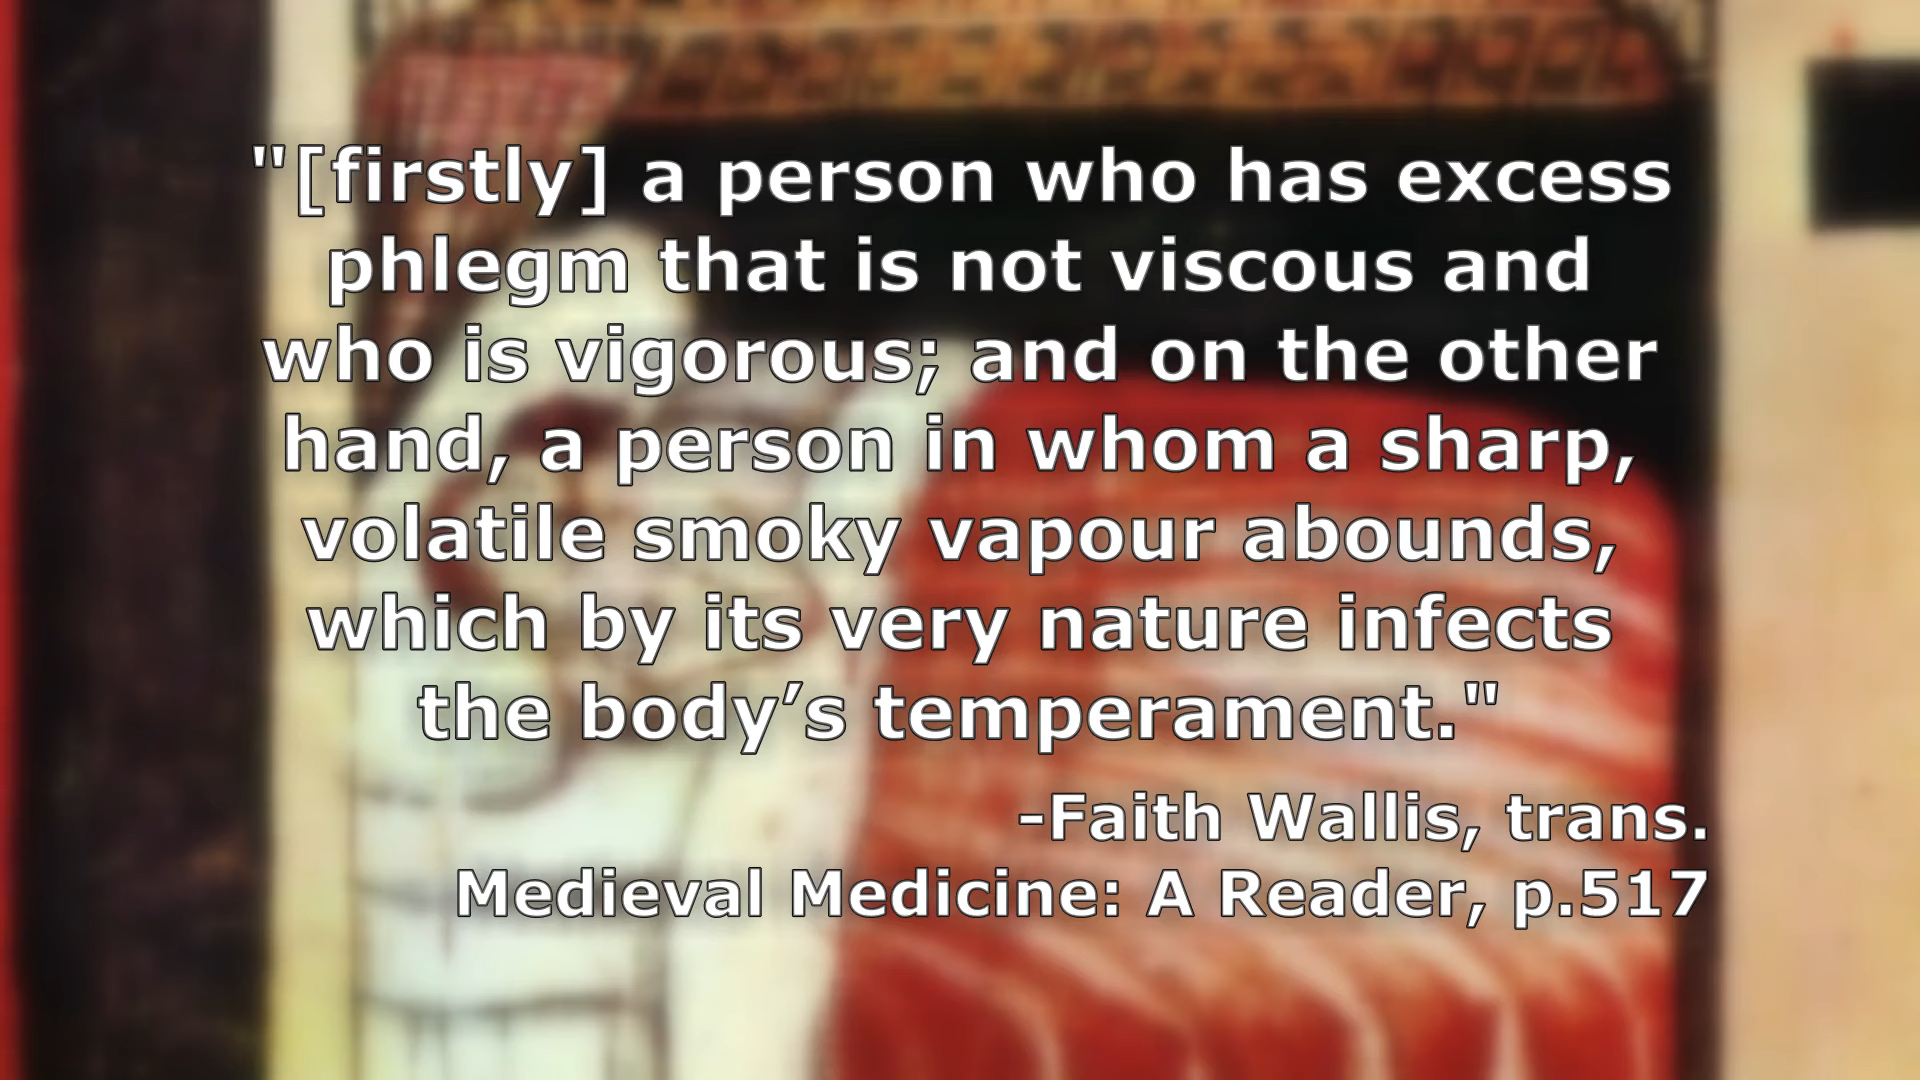 "[firstly] a person who has excess
phlegm that is not viscous and
who is vigorous; and on the other
hand, a person in whom a sharp,
volatile smoky vapour abounds,
which by its very nature infects
the body’s temperament."
-Faith Wallis, trans.
Medieval Medicine: A Reader, p.517